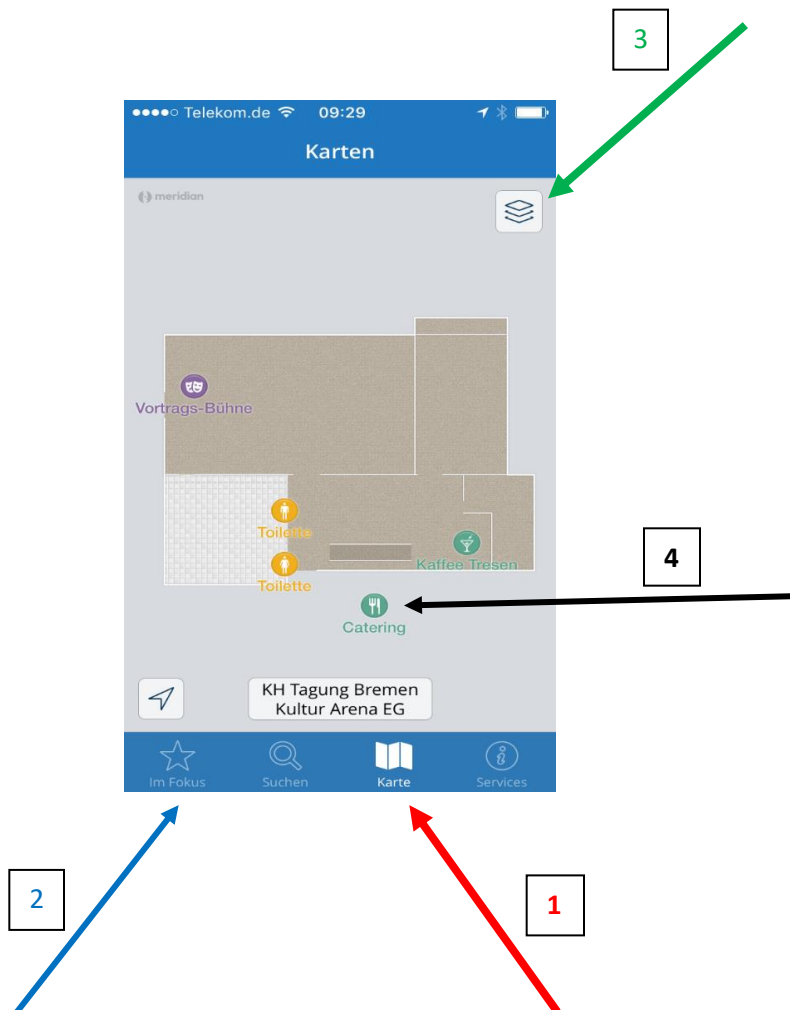 3
Telekom.de 09:29
Karten
meridian
Vortrags-Bühne
Toilette
Kaffee Tresen
4
Toilette
Catering
KH Tagung Bremen
Kultur Arena EG
Im Fokus Suchen Karte Services
2
1